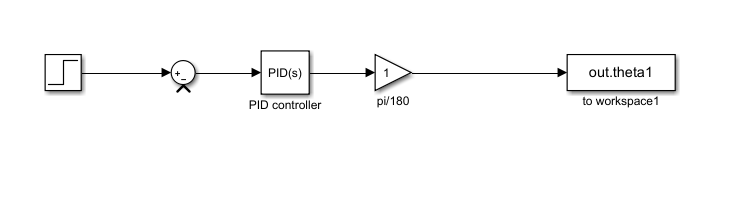 +
−
PID(s)
1
out.theta1
PID controller
pi/180
to workspace1